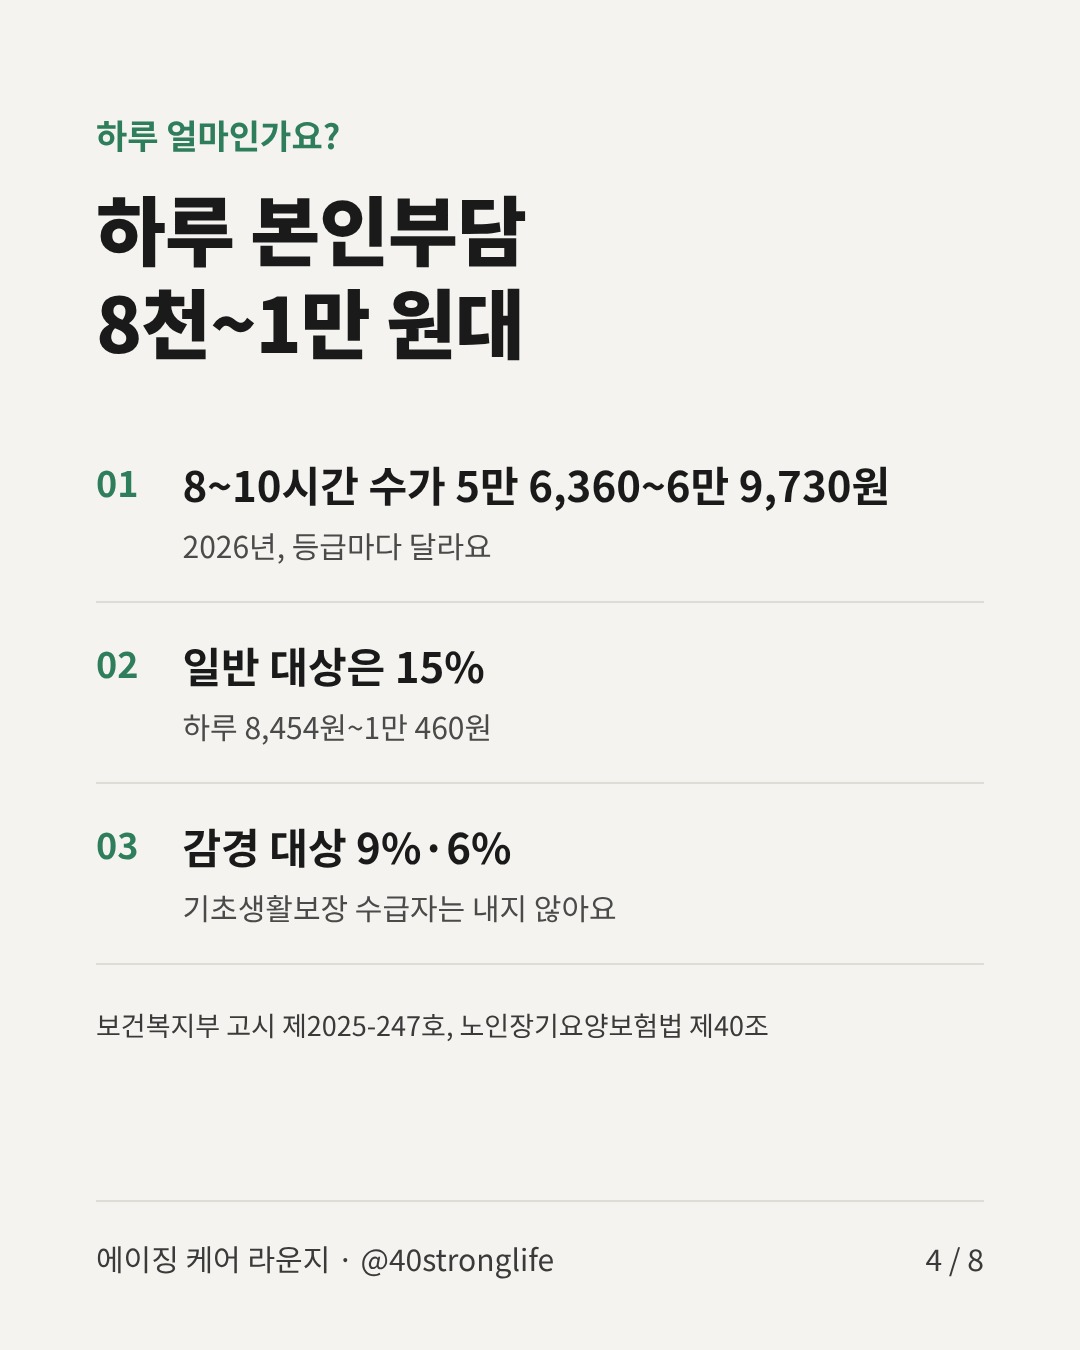 하루 얼마인가요?
하루 본인부담
8천~1만 원대
01 8~10시간 수가 5만 6,360~6만 9,730원
2026년, 등급마다 달라요
02 일반 대상은 15%
하루 8,454원~1만 460원
03 감경 대상 9%·6%
기초생활보장 수급자는 내지 않아요
보건복지부 고시 제2025-247호, 노인장기요양보험법 제40조
에이징 케어 라운지 · @40stronglife 4 / 8